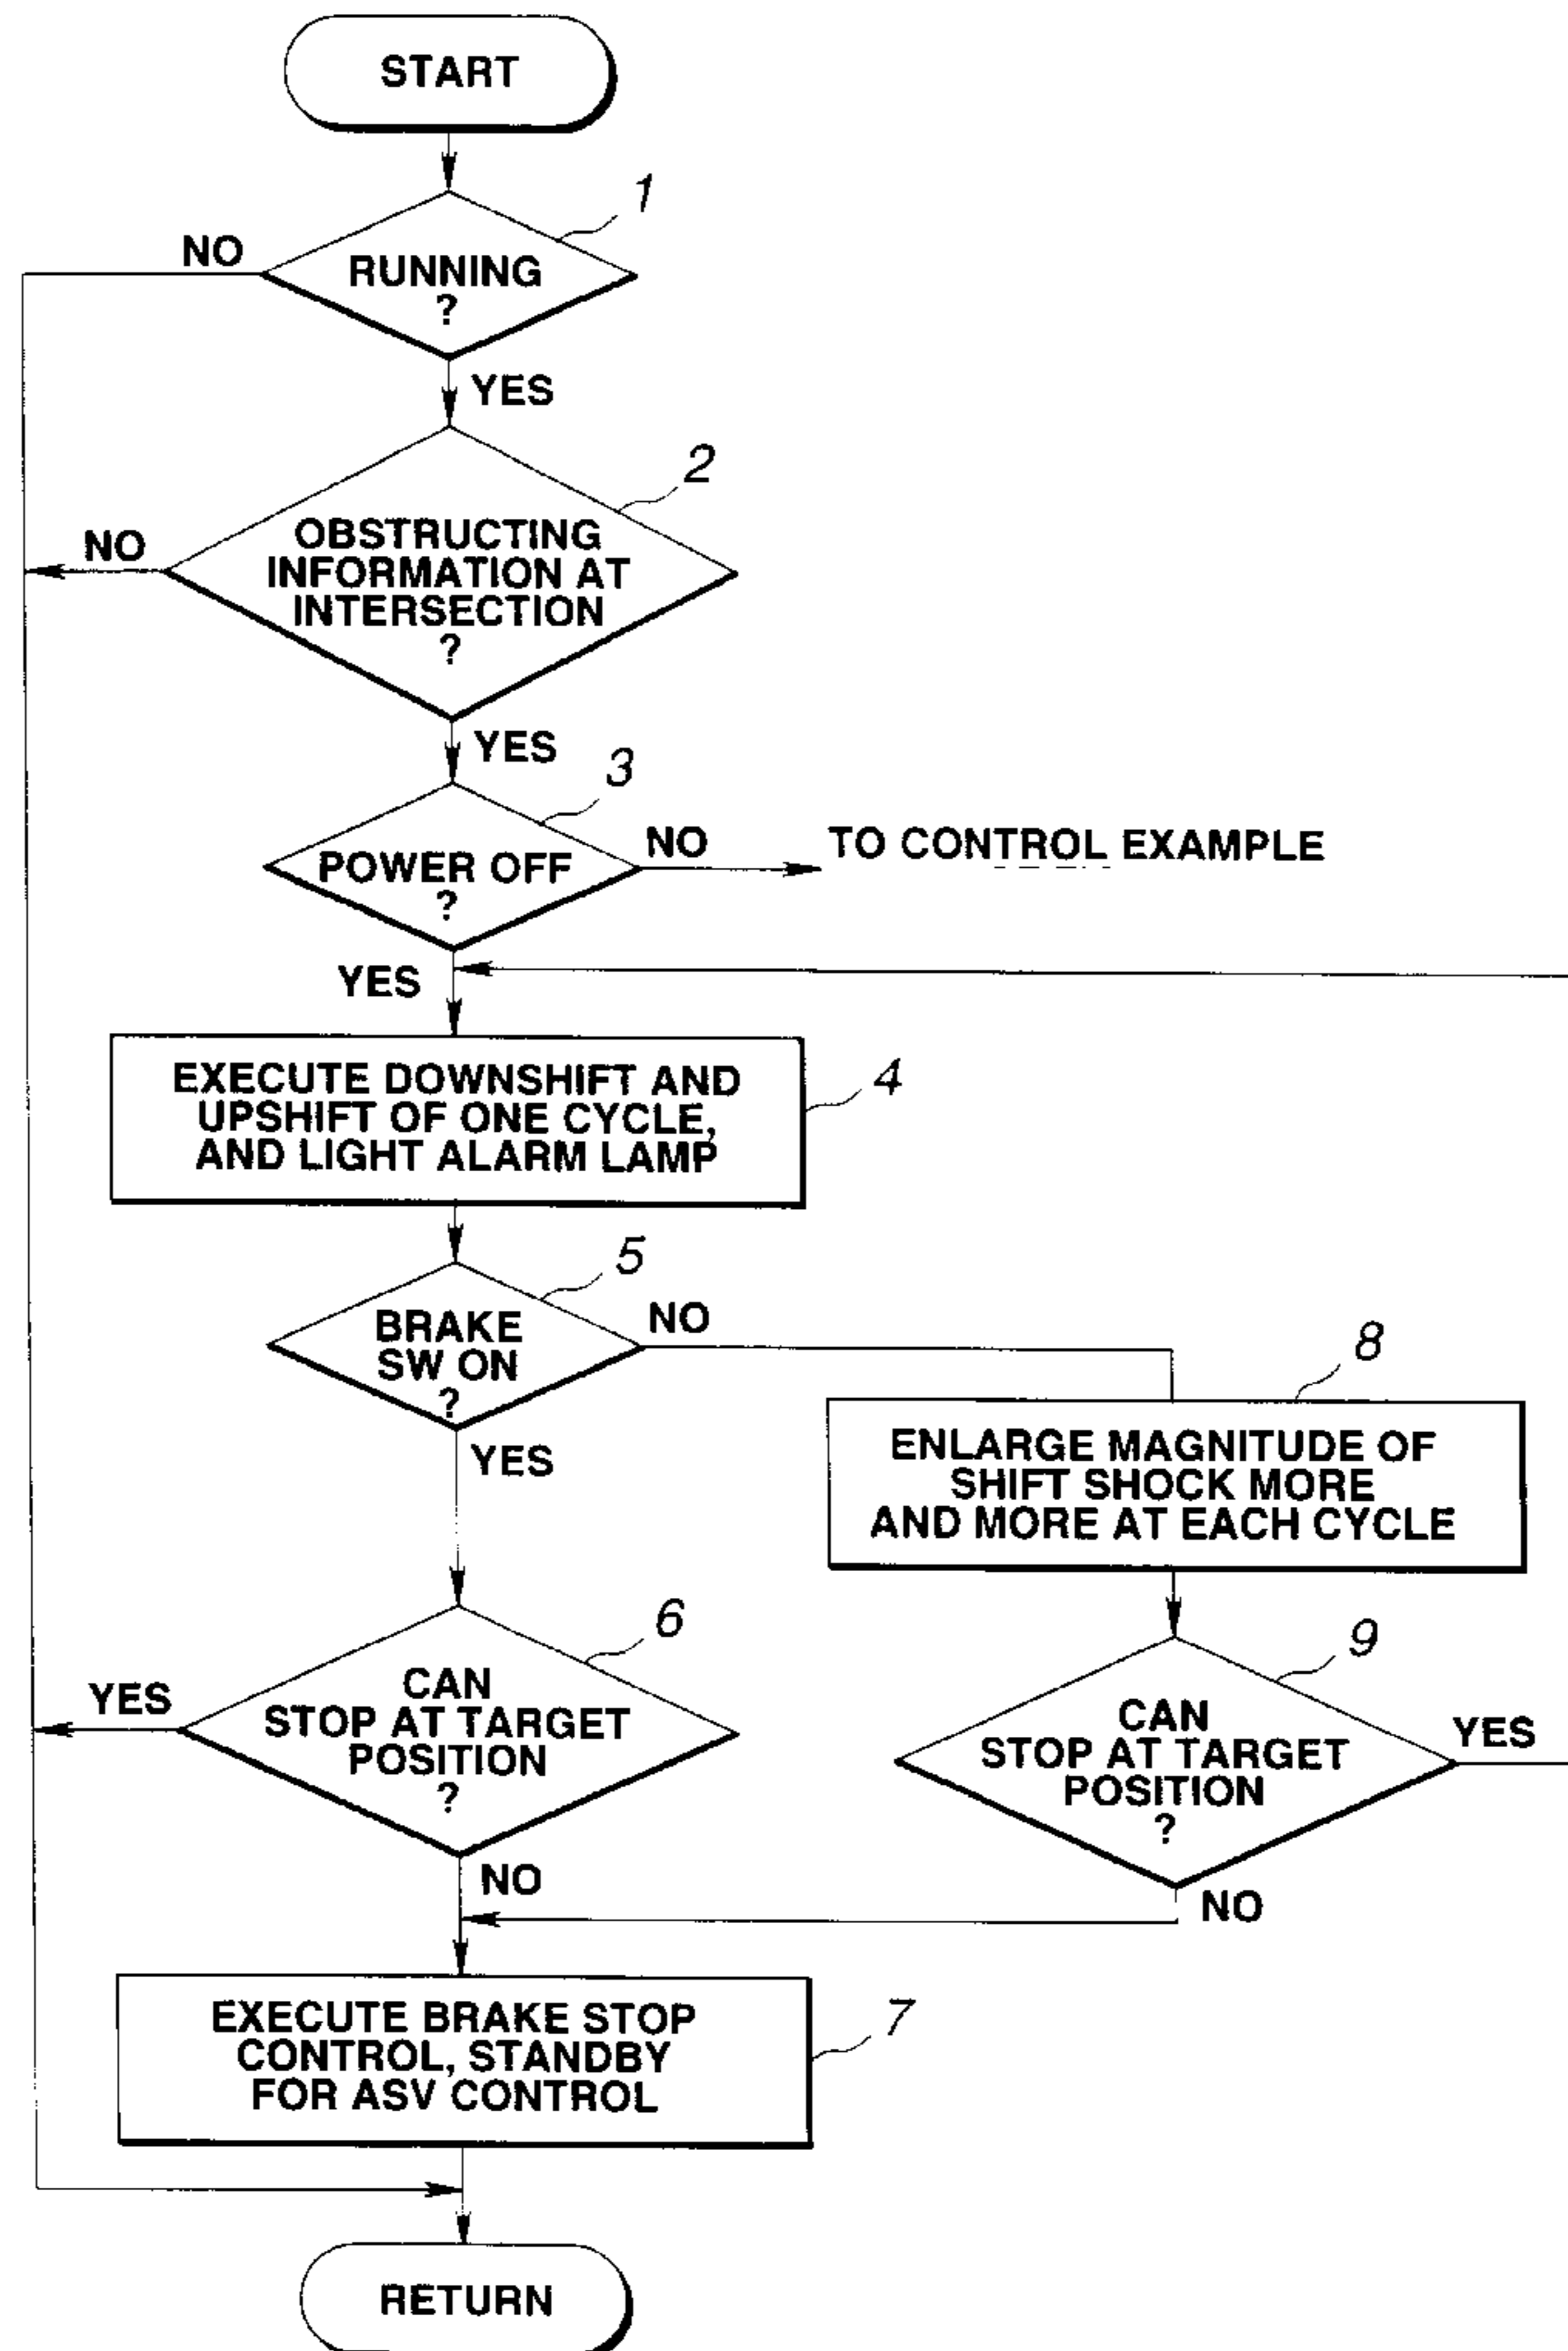 START
1
NO
RUNNING
?
YES
2
NO
OBSTRUCTING
INFORMATION AT
INTERSECTION
?
YES
3
POWER OFF
?
NO
TO CONTROL EXAMPLE
YES
EXECUTE DOWNSHIFT AND
UPSHIFT OF ONE CYCLE,
AND LIGHT ALARM LAMP
4
5
BRAKE
SW ON
?
NO
YES
8
ENLARGE MAGNITUDE OF
SHIFT SHOCK MORE
AND MORE AT EACH CYCLE
6
YES
CAN
STOP AT TARGET
POSITION
?
NO
9
CAN
STOP AT TARGET
POSITION
?
YES
NO
EXECUTE BRAKE STOP
CONTROL, STANDBY
FOR ASV CONTROL
7
RETURN